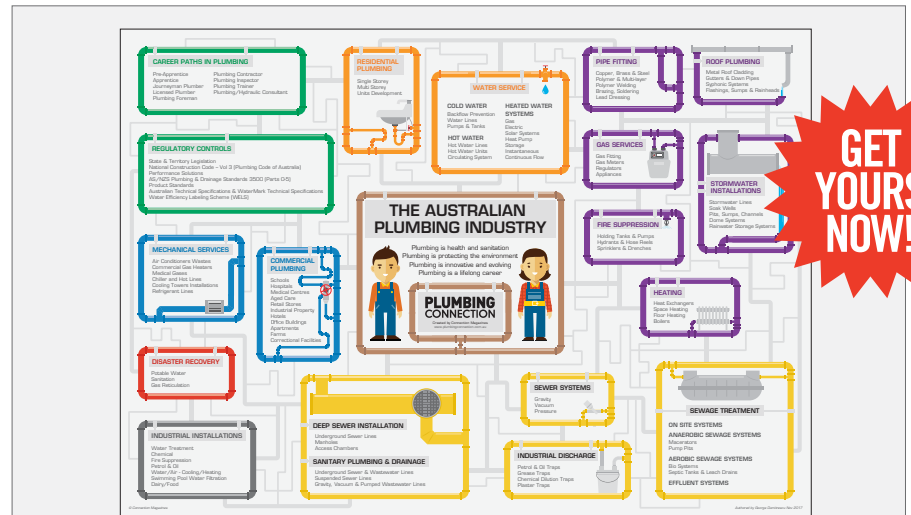 CAREER PATHS IN PLUMBING
Pre-Apprentice
Apprentice
Journeyman Plumber
Licensed Plumber
Plumbing Foreman
Plumbing Contractor
Plumbing Inspector
Plumbing Trainer
Plumbing/Hydraulic Consultant
RESIDENTIAL
PLUMBING
Single Storey
Multi Storey
Units Development
WATER SERVICE
COLD WATER
Backflow Prevention
Water Lines
Pumps & Tanks
HOT WATER
Hot Water Lines
Hot Water Units
Circulating System
HEATED WATER
SYSTEMS
Gas
Electric
Solar Systems
Heat Pump
Storage
Instantaneous
Continuous Flow
PIPE FITTING
Copper, Brass & Steel
Polymer & Multi-layer
Polymer Welding
Brazing, Soldering
Lead Dressing
ROOF PLUMBING
Metal Roof Cladding
Gutters & Down Pipes
Syphonic Systems
Flashings, Sumps & Rainheads
GET
YOURS
NOW!
REGULATORY CONTROLS
State & Territory Legislation
National Construction Code – Vol 3 (Plumbing Code of Australia)
Performance Solutions
AS/NZS Plumbing & Drainage Standards 3500 (Parts 0-5)
Product Standards
Australian Technical Specifications & WaterMark Technical Specifications
Water Efficiency Labeling Scheme (WELS)
GAS SERVICES
Gas Fitting
Gas Meters
Regulators
Appliances
STORMWATER
INSTALLATIONS
Stormwater Lines
Soak Wells
Pits, Sumps, Channels
Dome Systems
Rainwater Storage Systems
FIRE SUPPRESSION
Holding Tanks & Pumps
Hydrants & Hose Reels
Sprinklers & Drenchers
THE AUSTRALIAN
PLUMBING INDUSTRY
Plumbing is health and sanitation
Plumbing is protecting the environment
Plumbing is innovative and evolving
Plumbing is a lifelong career
PLUMBING
CONNECTION
Created by Connection Magazines
www.plumbingconnection.com.au
MECHANICAL SERVICES
Air Conditioners Wastes
Commercial Gas Heaters
Medical Gases
Chiller and Hot Lines
Cooling Towers Installations
Refrigerant Lines
COMMERCIAL
PLUMBING
Schools
Hospitals
Medical Centres
Aged Care
Retail Stores
Industrial Property
Hotels
Office Buildings
Apartments
Farms
Correctional Facilities
HEATING
Heat Exchangers
Space Heating
Floor Heating
Boilers
DISASTER RECOVERY
Potable Water
Sanitation
Gas Reticulation
INDUSTRIAL INSTALLATIONS
Water Treatment
Chemical
Fire Suppression
Petrol & Oil
Water/Air - Cooling/Heating
Swimming Pool Water Filtration
Dairy/Food
DEEP SEWER INSTALLATION
Underground Sewer Lines
Manholes
Access Chambers
SANITARY PLUMBING & DRAINAGE
Underground Sewer & Wastewater Lines
Suspended Sewer Lines
Gravity, Vacuum & Pumped Wastewater Lines
SEWER SYSTEMS
Gravity
Vacuum
Pressure
INDUSTRIAL DISCHARGE
Petrol & Oil Traps
Grease Traps
Chemical Dilution Traps
Plaster Traps
SEWAGE TREATMENT
ON SITE SYSTEMS
ANAEROBIC SEWAGE SYSTEMS
Macerators
Pump Pits
AEROBIC SEWAGE SYSTEMS
Bio Systems
Septic Tanks & Leach Drains
EFFLUENT SYSTEMS
© Connection Magazines